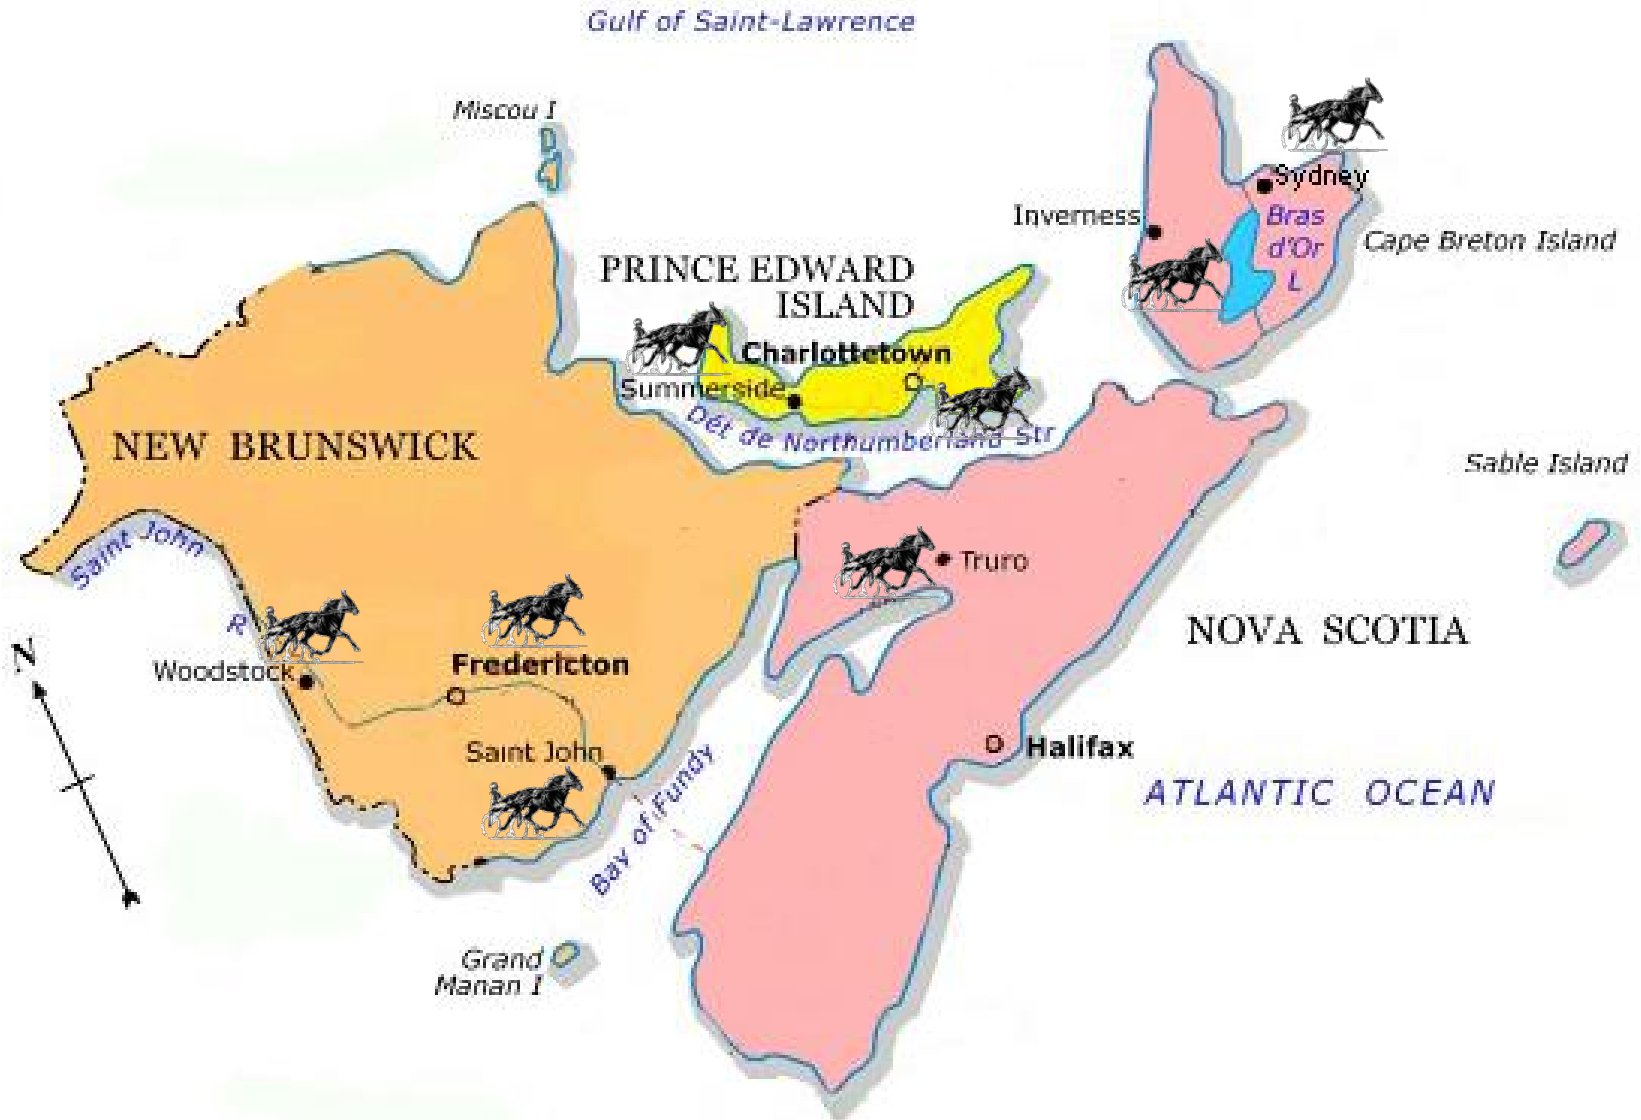 Gulf of Saint-Lawrence
Miscou I
Sydney
Inverness
Bras
d'Or
L
Cape Breton Island
PRINCE EDWARD
ISLAND
Charlottetown
Summerside
Dét de Northumberland Str
NEW BRUNSWICK
Sable Island
Saint John
R
Truro
NOVA SCOTIA
N
Woodstock
Fredericton
Saint John
Halifax
Bay of Fundy
ATLANTIC OCEAN
Grand
Manan I